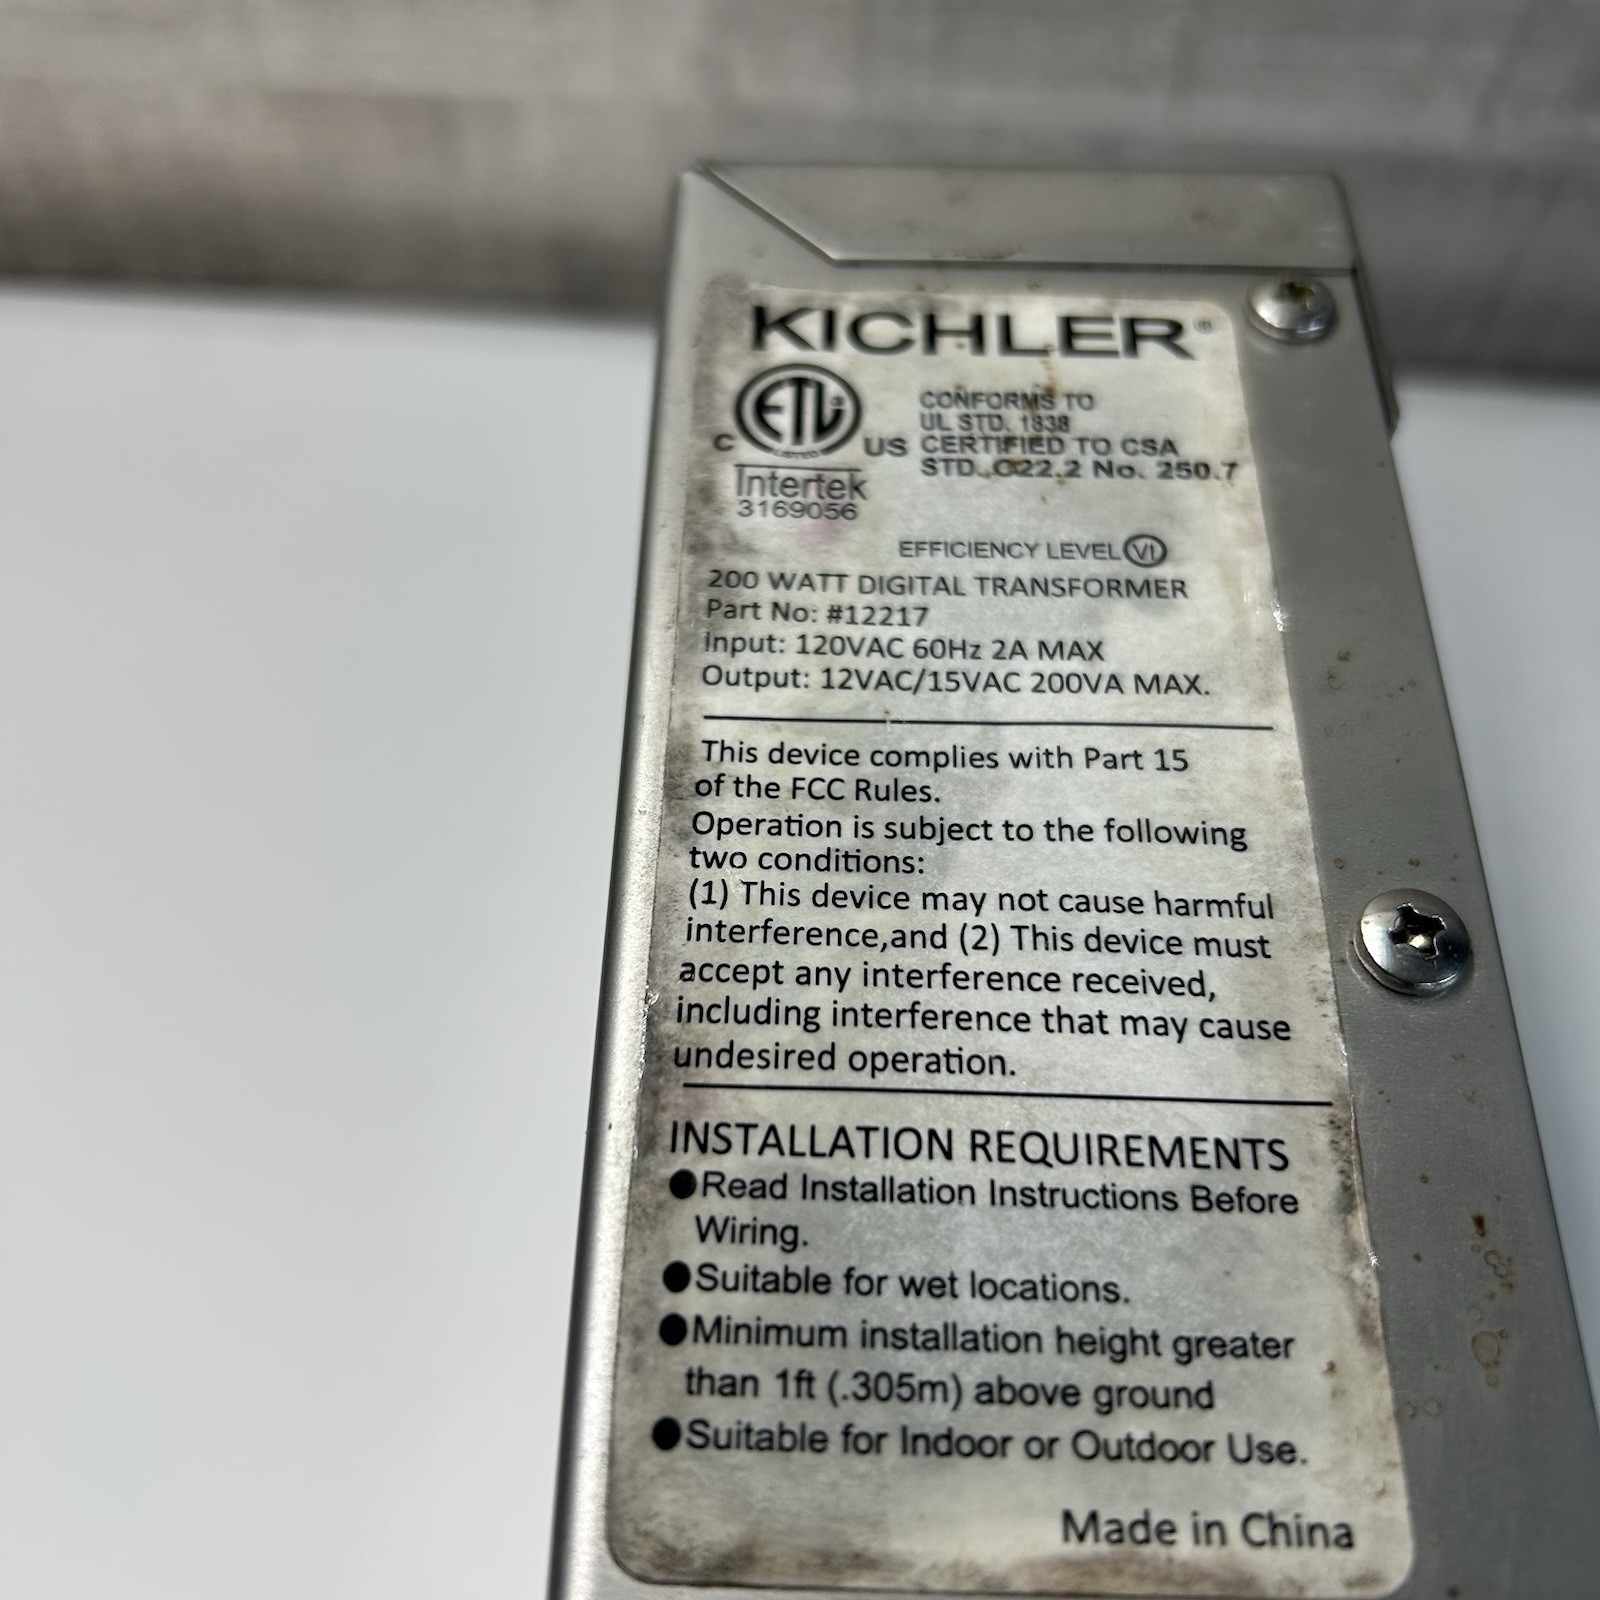 KICHLER®
ETL
LISTED
C US
CONFORMS TO
UL STD. 1838
CERTIFIED TO CSA
STD. C22.2 No. 250.7
Intertek
3169056
EFFICIENCY LEVEL VI
200 WATT DIGITAL TRANSFORMER
Part No: #12217
Input: 120VAC 60Hz 2A MAX
Output: 12VAC/15VAC 200VA MAX.
This device complies with Part 15
of the FCC Rules.
Operation is subject to the following
two conditions:
(1) This device may not cause harmful
interference,and (2) This device must
accept any interference received,
including interference that may cause
undesired operation.
INSTALLATION REQUIREMENTS
●Read Installation Instructions Before
Wiring.
●Suitable for wet locations.
●Minimum installation height greater
than 1ft (.305m) above ground
●Suitable for Indoor or Outdoor Use.
Made in China